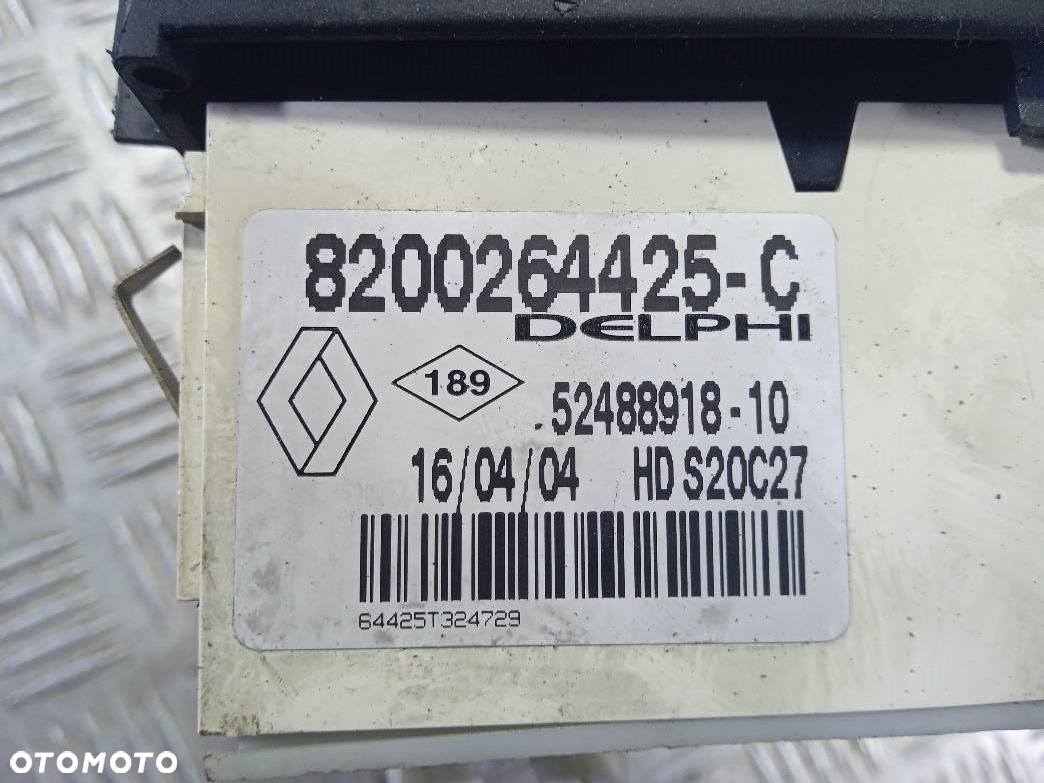 8200264425-C
DELPHI
189
.52488918-10
16/04/04 HD S20C27
64425T324729
OTOMOTO